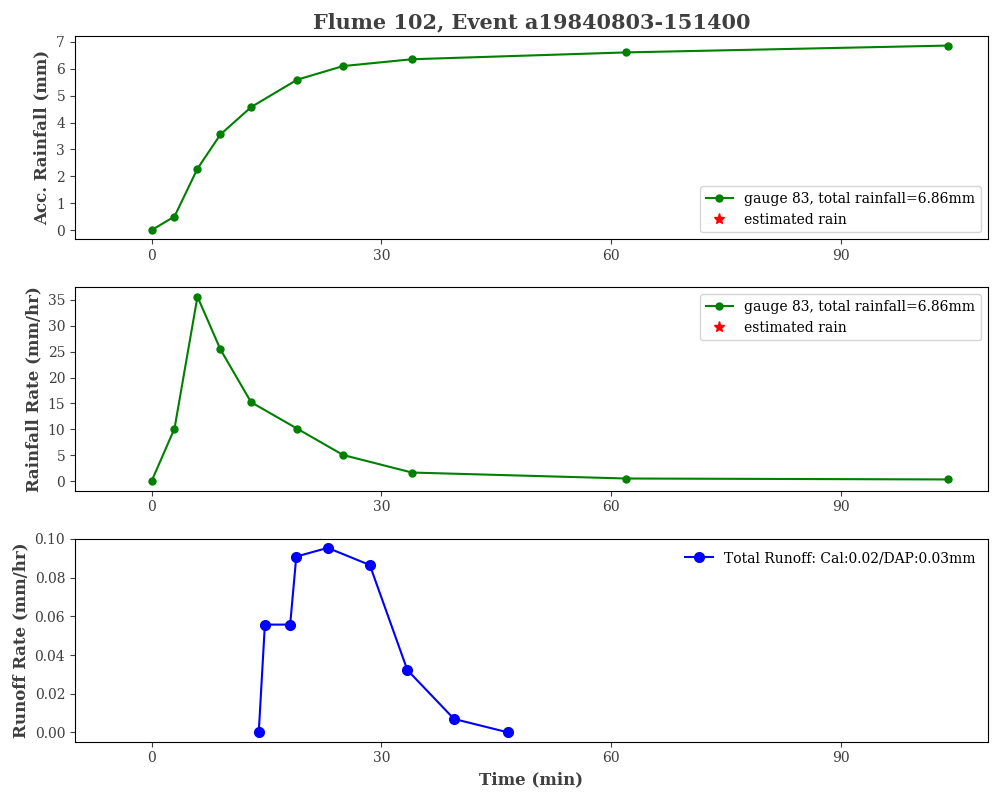 Flume 102, Event a19840803-151400
Acc. Rainfall (mm)
7
6
5
4
3
2
1
0
gauge 83, total rainfall=6.86mm
estimated rain
0 30 60 90
Rainfall Rate (mm/hr)
35
30
25
20
15
10
5
0
gauge 83, total rainfall=6.86mm
estimated rain
0 30 60 90
Runoff Rate (mm/hr)
0.10
0.08
0.06
0.04
0.02
0.00
Total Runoff: Cal:0.02/DAP:0.03mm
0 30 60 90
Time (min)